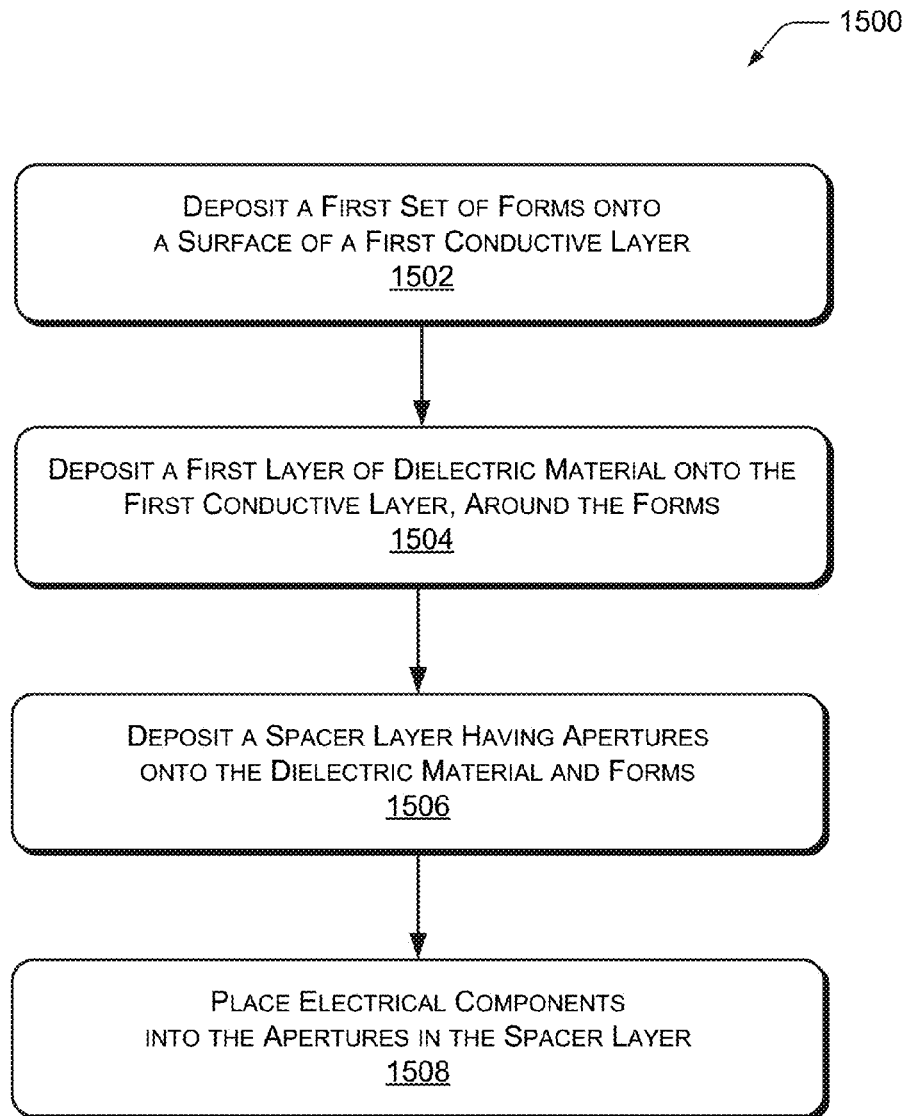 1500
Deposit a First Set of Forms onto
a Surface of a First Conductive Layer
1502
Deposit a First Layer of Dielectric Material onto the
First Conductive Layer, Around the Forms
1504
Deposit a Spacer Layer Having Apertures
onto the Dielectric Material and Forms
1506
Place Electrical Components
into the Apertures in the Spacer Layer
1508